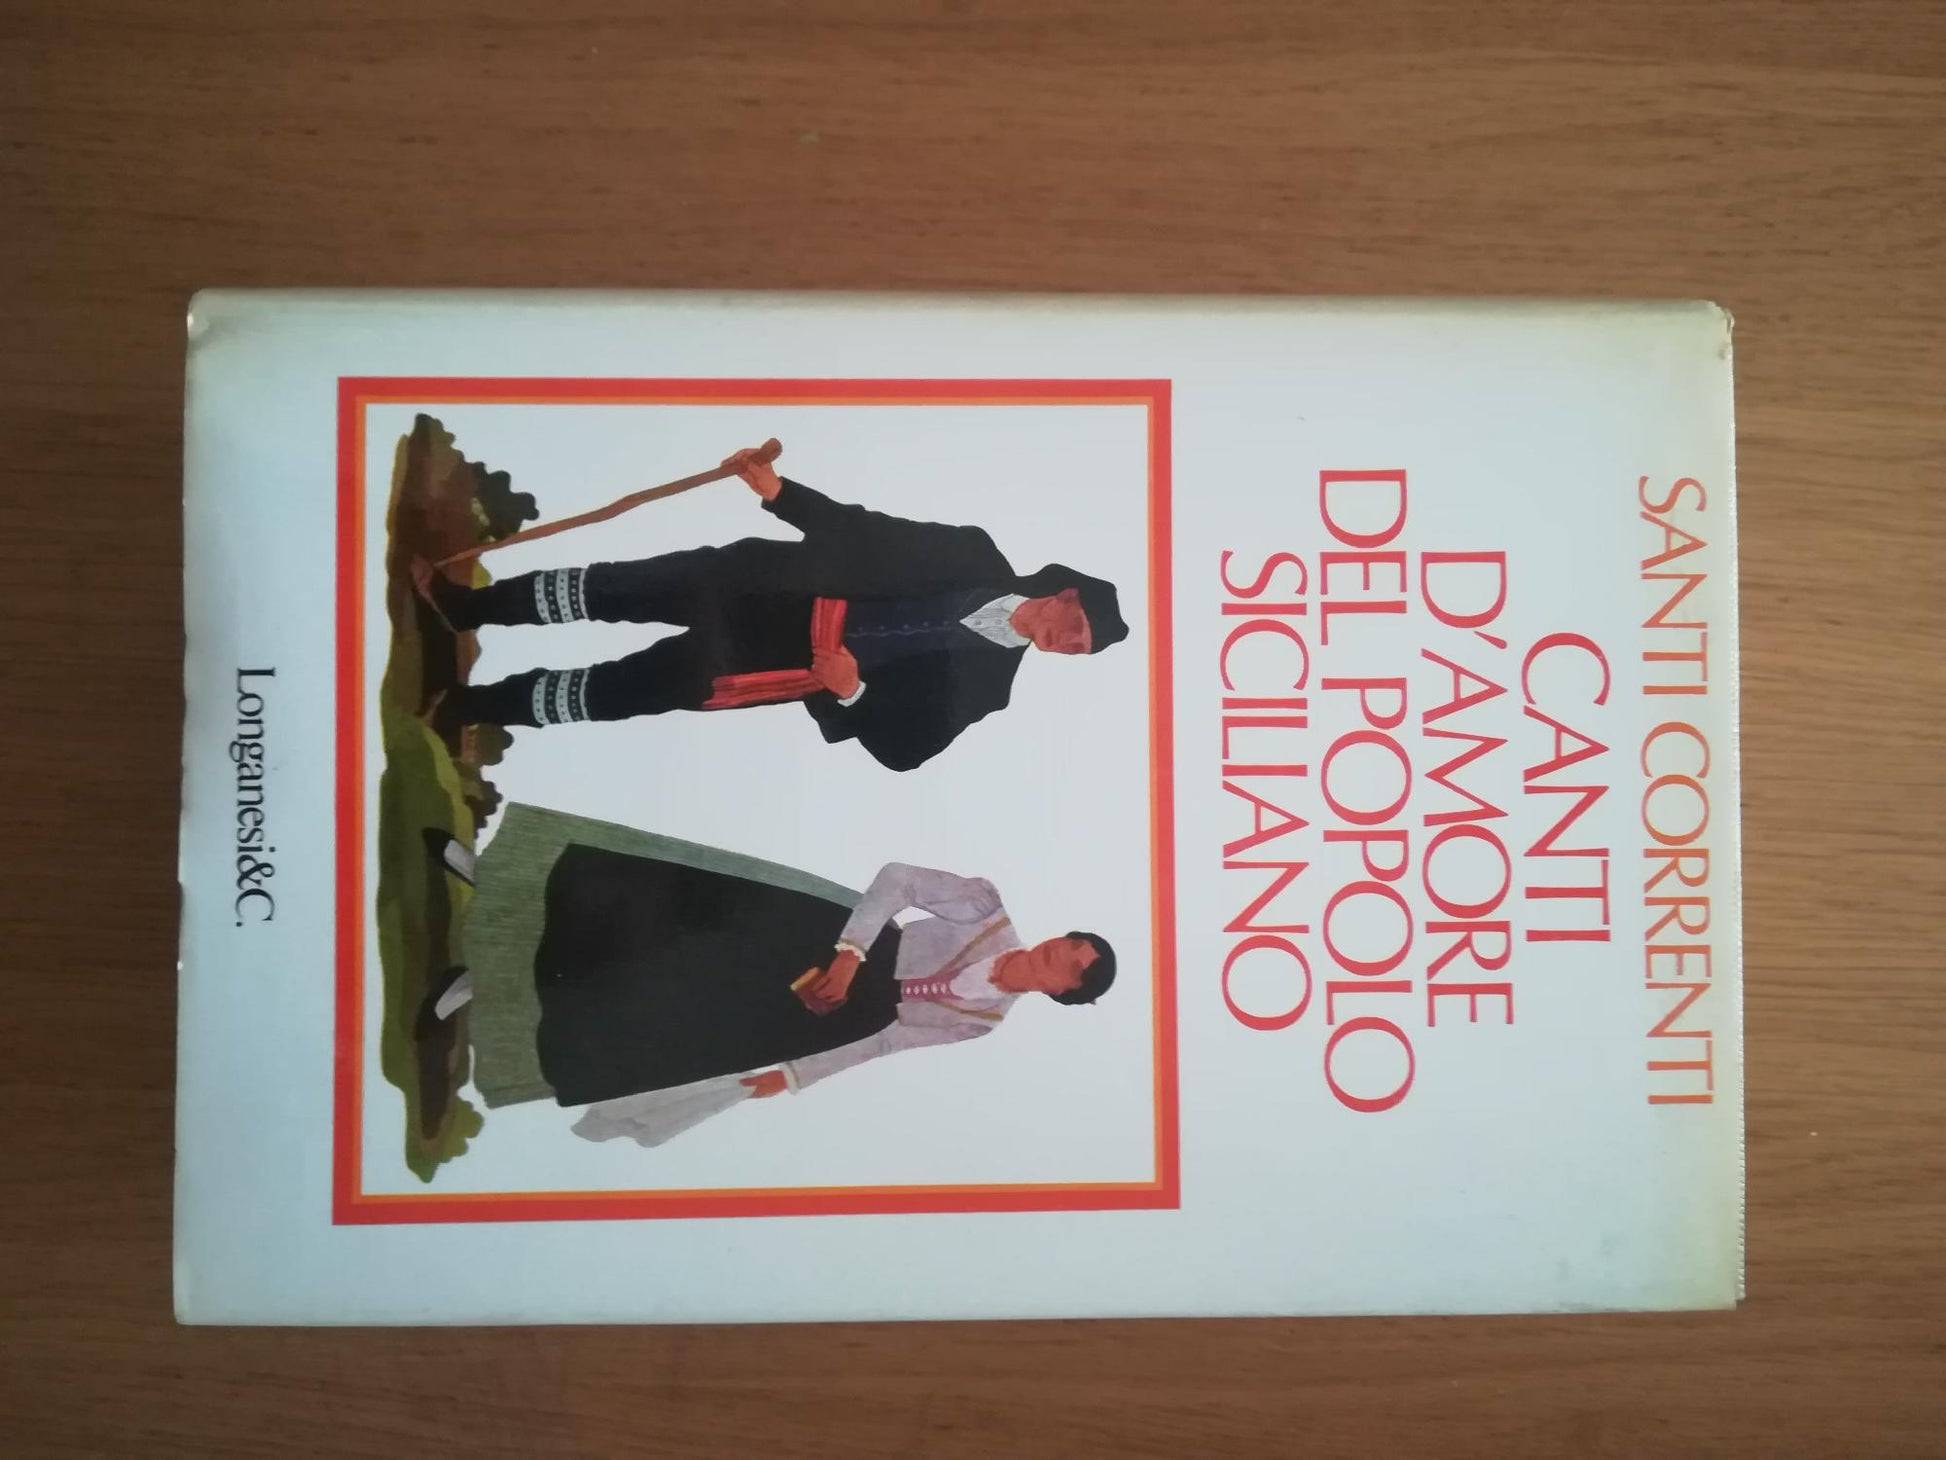 SANTI CORRENTI
CANTI
D'AMORE
DEL POPOLO
SICILIANO
Longanesi&C.